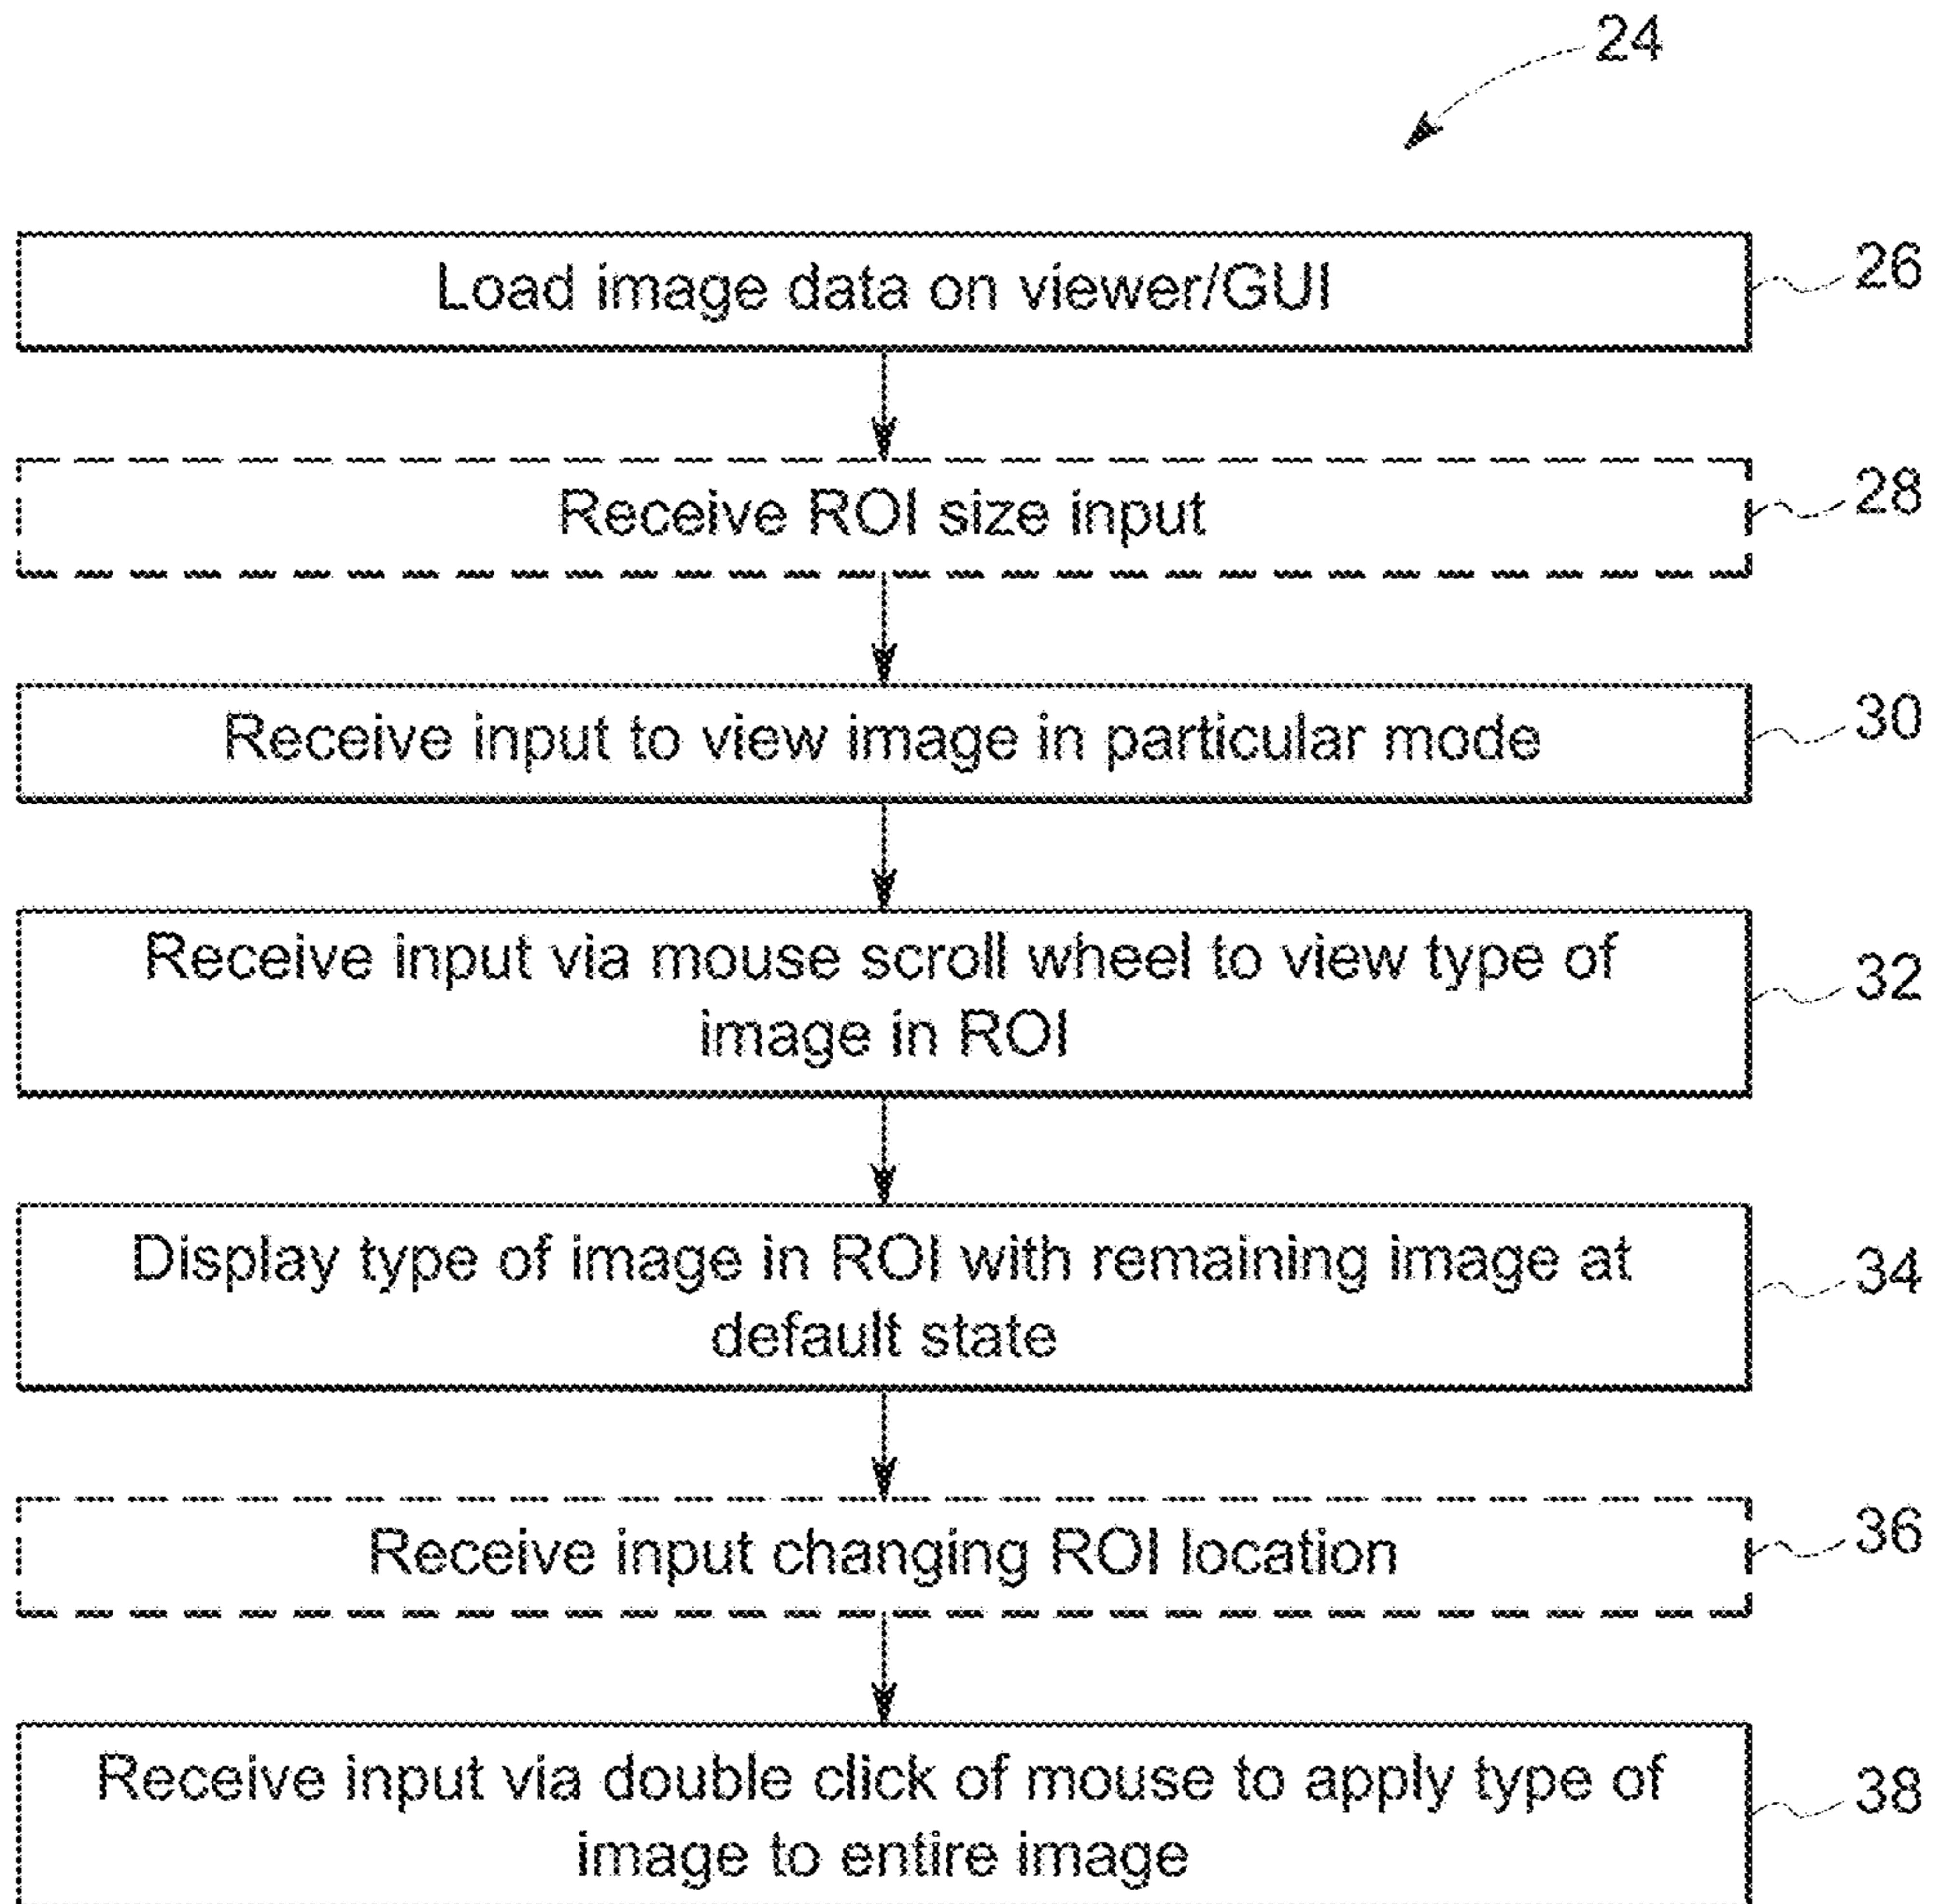 24
Load image data on viewer/GUI
26
Receive ROI size input
28
Receive input to view image in particular mode
30
Receive input via mouse scroll wheel to view type of
image in ROI
32
Display type of image in ROI with remaining image at
default state
34
Receive input changing ROI location
36
Receive input via double click of mouse to apply type of
image to entire image
38